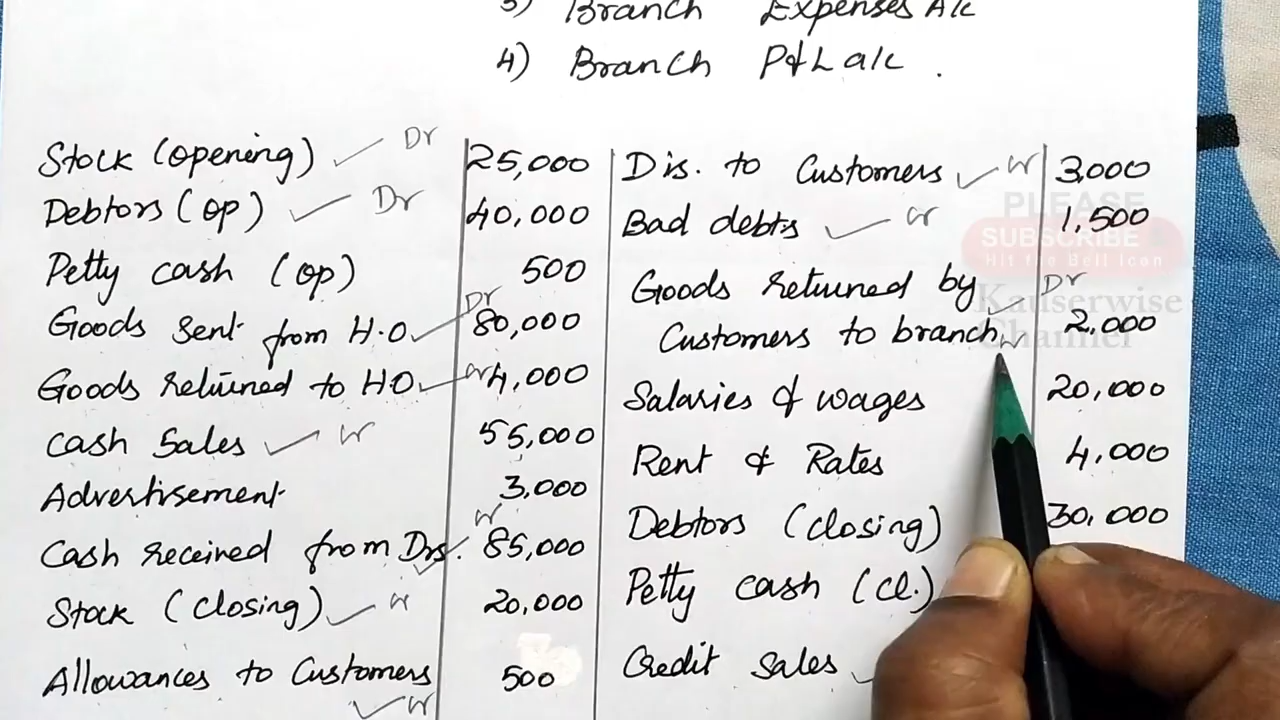 3) Branch Expenses A/c
4) Branch P&L a/c.
Stock (opening) Dr 25,000
Debtors (op) Dr 40,000
Petty cash (op) 500
Goods sent from H.O Dr 80,000
Goods returned to HO Cr 4,000
Cash Sales Cr 55,000
Advertisement 3,000
Cash received from Drs. Cr 85,000
Stock (closing) Cr 20,000
Allowances to Customers 500
Cr
Dis. to Customers Cr 3,000
Bad debts Cr 1,500
Goods returned by Dr
Customers to branch Cr 2,000
Salaries & wages 20,000
Rent & Rates 4,000
Debtors (closing) 30,000
Petty cash (cl.)
Credit Sales
PLEASE
SUBSCRIBE
Hit the Bell Icon
Kauserwise
Channel